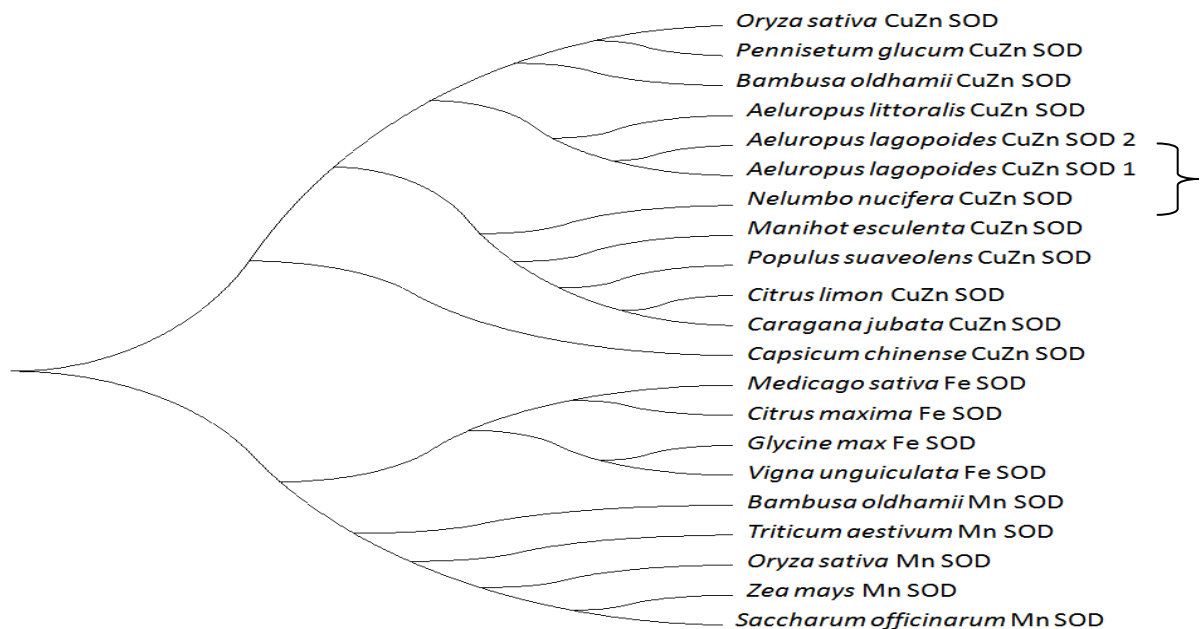 Oryza sativa CuZn SOD
Pennisetum glucum CuZn SOD
Bambusa oldhamii CuZn SOD
Aeluropus littoralis CuZn SOD
Aeluropus lagopoides CuZn SOD 2
Aeluropus lagopoides CuZn SOD 1
Nelumbo nucifera CuZn SOD
Manihot esculenta CuZn SOD
Populus suaveolens CuZn SOD
Citrus limon CuZn SOD
Caragana jubata CuZn SOD
Capsicum chinense CuZn SOD
Medicago sativa Fe SOD
Citrus maxima Fe SOD
Glycine max Fe SOD
Vigna unguiculata Fe SOD
Bambusa oldhamii Mn SOD
Triticum aestivum Mn SOD
Oryza sativa Mn SOD
Zea mays Mn SOD
Saccharum officinarum Mn SOD